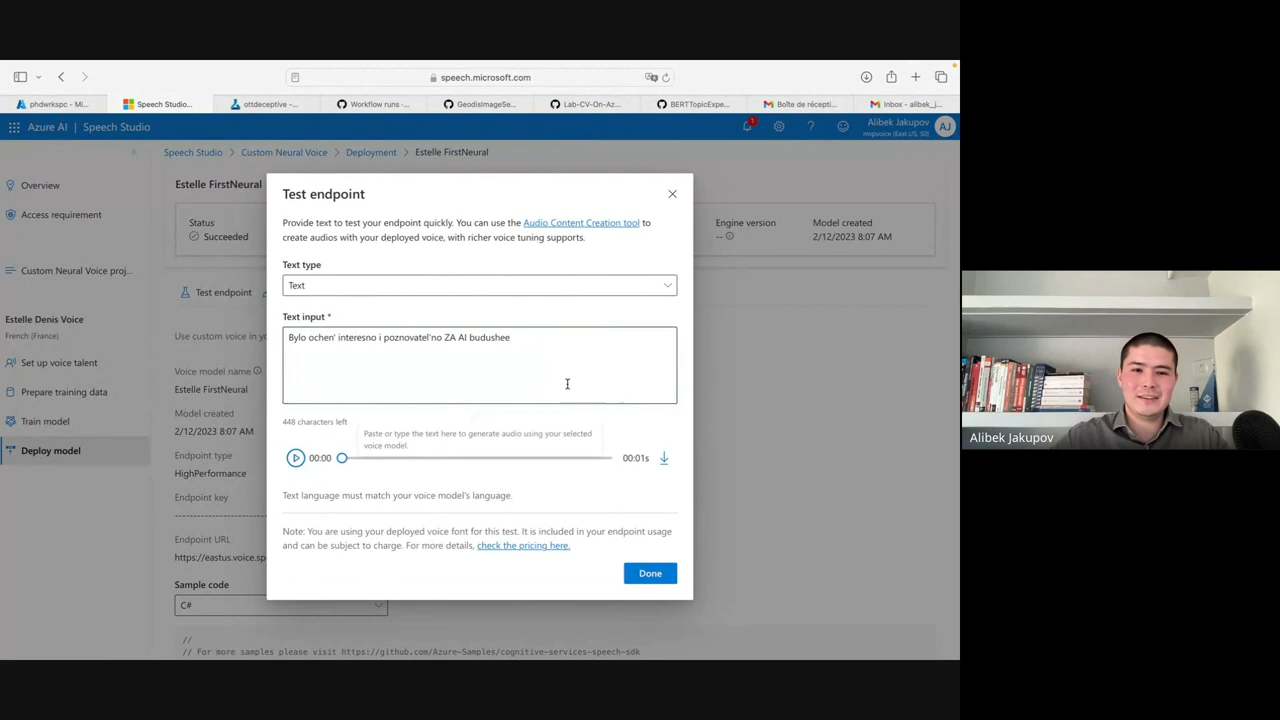 speech.microsoft.com
phdwrkspc - Mi...
Speech Studio...
ottdeceptive -...
Workflow runs ·...
GeodisImageSe...
Lab-CV-On-Az...
BERTTopicExpe...
Boîte de récepti...
Inbox - alibek_j...
Azure AI | Speech Studio
1
Alibek Jakupov
mvpvoice (East US, S0)
AJ
Speech Studio > Custom Neural Voice > Deployment > Estelle FirstNeural
Overview
Access requirement
Custom Neural Voice proj...
Estelle Denis Voice
French (France)
Set up voice talent
Prepare training data
Train model
Deploy model
Estelle FirstNeural
Status
Succeeded
Engine version
--
Model created
2/12/2023 8:07 AM
Test endpoint
Use custom voice in yo
Voice model name
Estelle FirstNeural
Model created
2/12/2023 8:07 AM
Endpoint type
HighPerformance
Endpoint key
Endpoint URL
https://eastus.voice.sp
Sample code
C#
//
// For more samples please visit https://github.com/Azure-Samples/cognitive-services-speech-sdk
Test endpoint
Provide text to test your endpoint quickly. You can use the Audio Content Creation tool to
create audios with your deployed voice, with richer voice tuning supports.
Text type
Text
Text input *
Bylo ochen' interesno i poznovatel'no ZA AI budushee
448 characters left
Paste or type the text here to generate audio using your selected
voice model.
00:00
00:01s
Text language must match your voice model's language.
Note: You are using your deployed voice font for this test. It is included in your endpoint usage
and can be subject to charge. For more details, check the pricing here.
Done
Alibek Jakupov